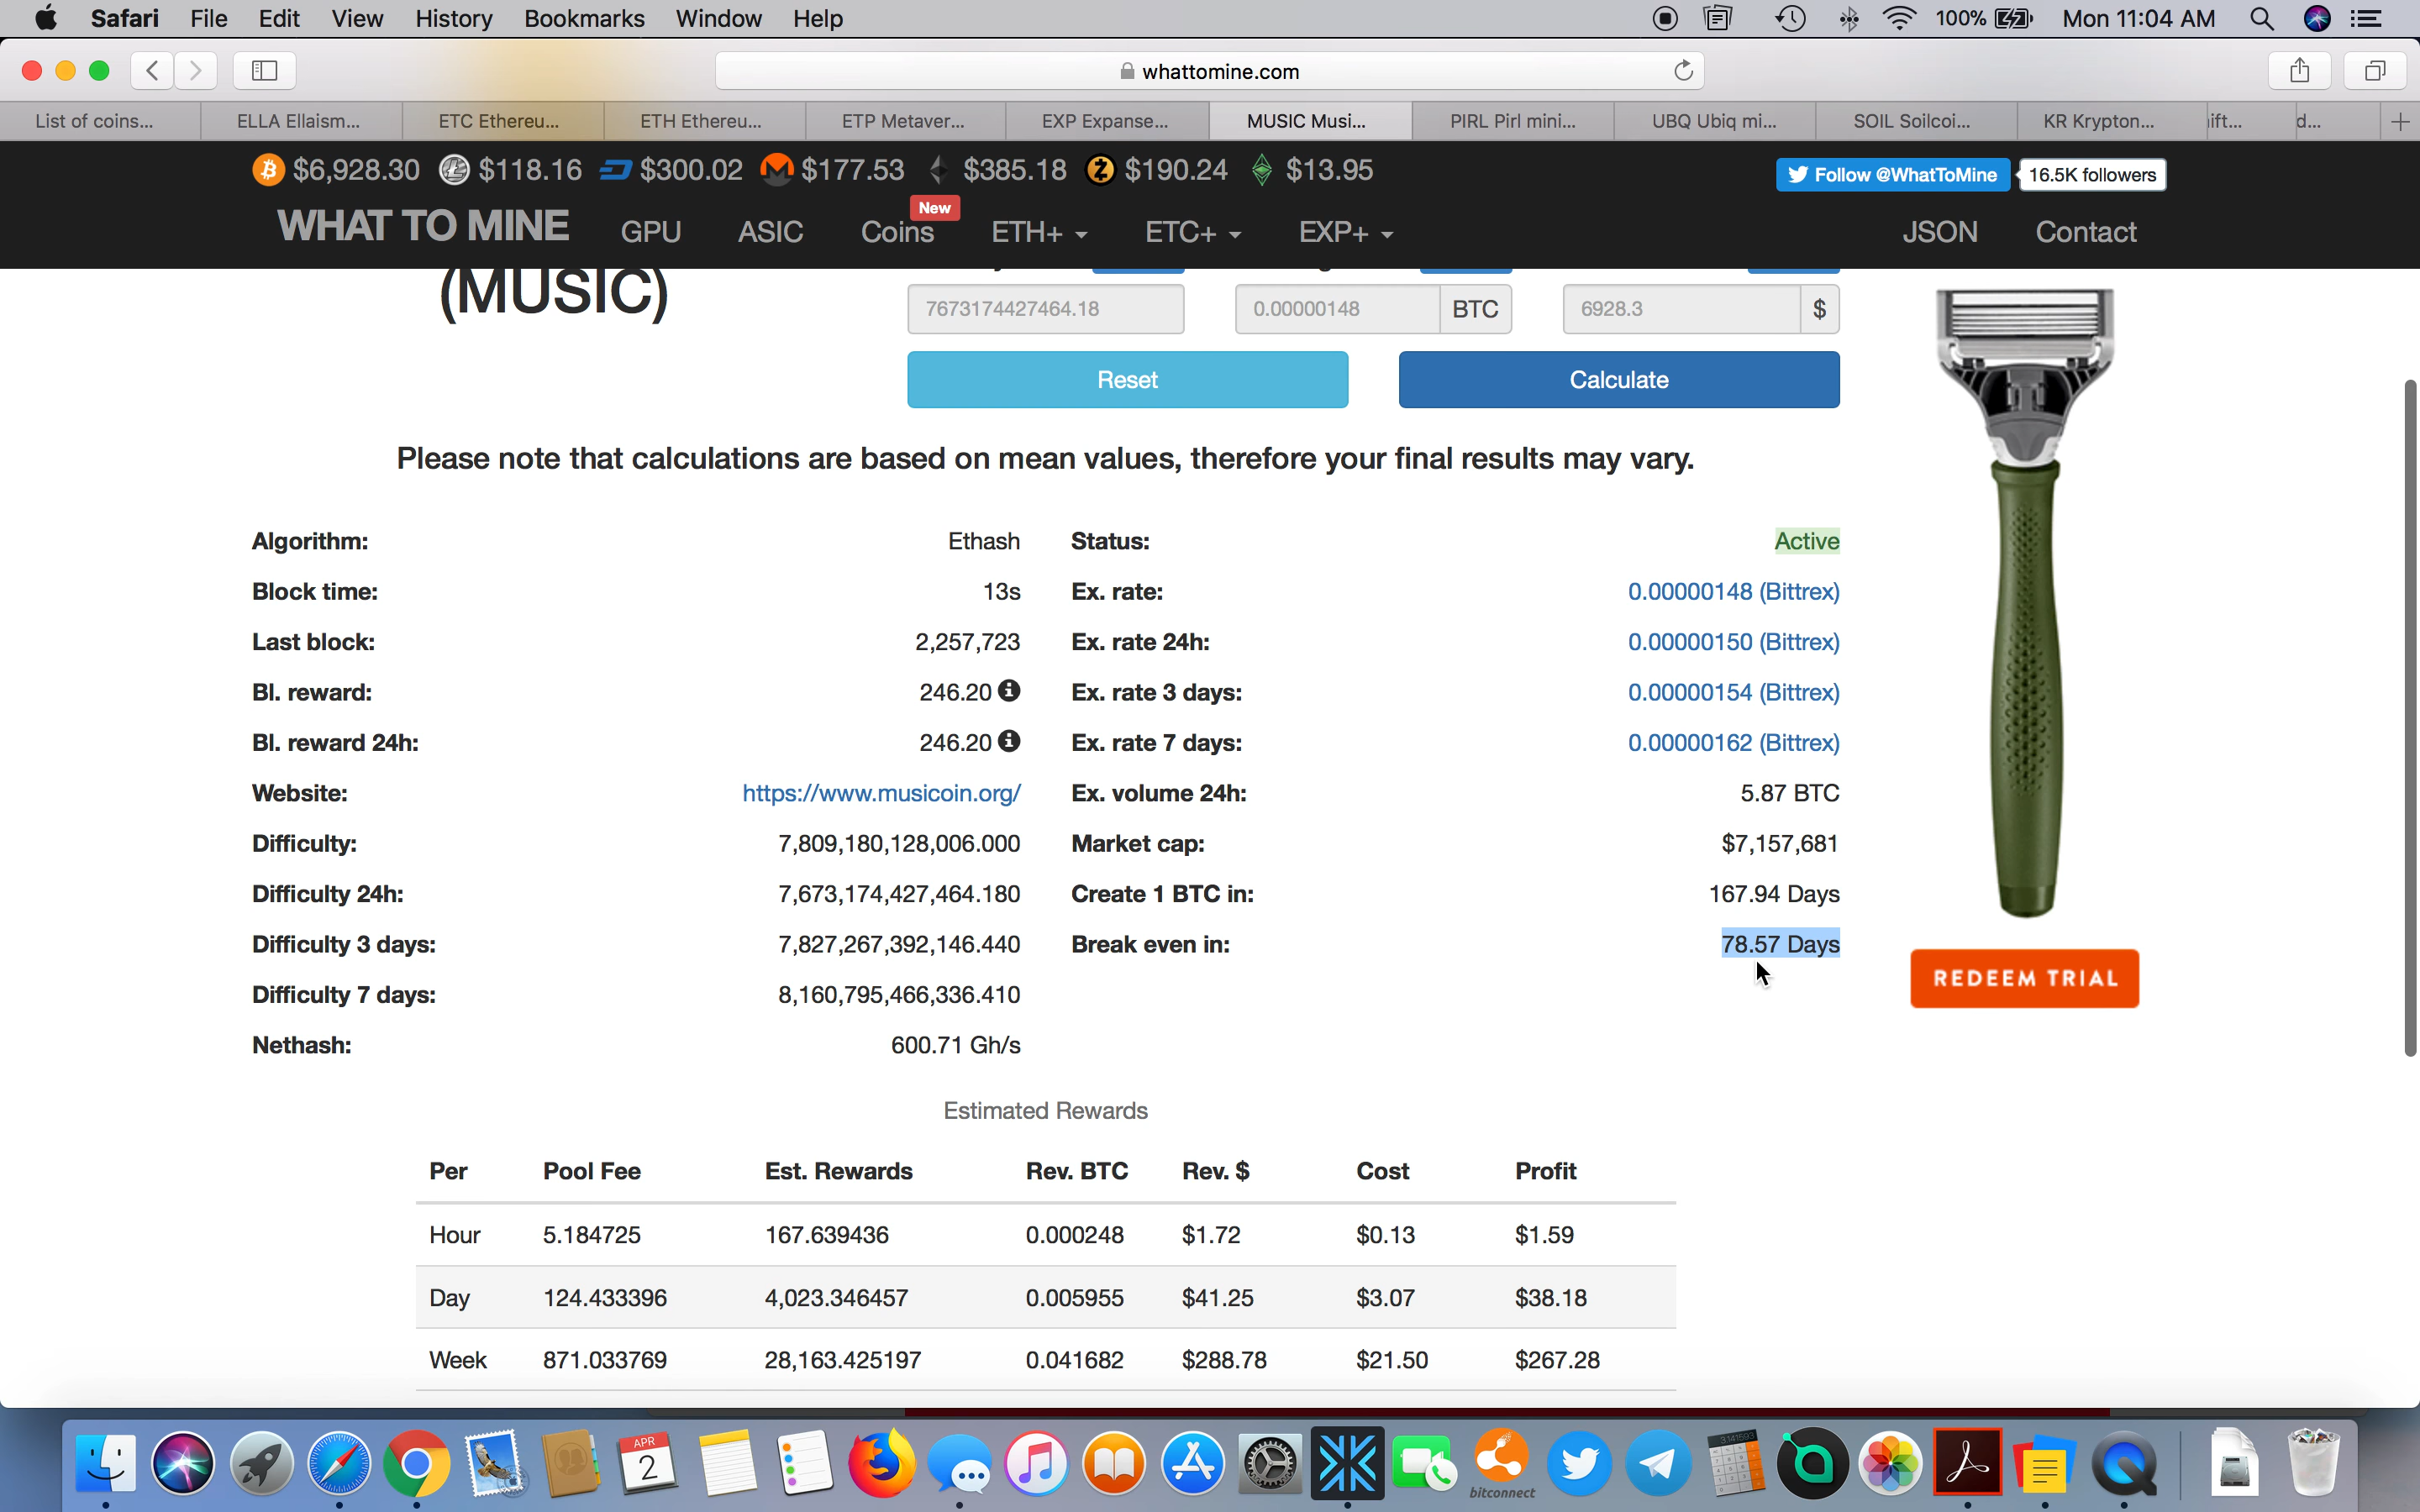 Safari File Edit View History Bookmarks Window Help 100% Mon 11:04 AM
whattomine.com
List of coins... ELLA Ellaism... ETC Ethereu... ETH Ethereu... ETP Metaver... EXP Expanse... MUSIC Musi... PIRL Pirl mini... UBQ Ubiq mi... SOIL Soilcoi... KR Krypton... ift... d...
$6,928.30 $118.16 $300.02 $177.53 $385.18 $190.24 $13.95 Follow @WhatToMine 16.5K followers
New
WHAT TO MINE GPU ASIC Coins ETH+ ETC+ EXP+ JSON Contact
(MUSIC) 7673174427464.18 0.00000148 BTC 6928.3 $
Reset Calculate
Please note that calculations are based on mean values, therefore your final results may vary.
Algorithm: Ethash Status: Active
Block time: 13s Ex. rate: 0.00000148 (Bittrex)
Last block: 2,257,723 Ex. rate 24h: 0.00000150 (Bittrex)
Bl. reward: 246.20 Ex. rate 3 days: 0.00000154 (Bittrex)
Bl. reward 24h: 246.20 Ex. rate 7 days: 0.00000162 (Bittrex)
Website: https://www.musicoin.org/ Ex. volume 24h: 5.87 BTC
Difficulty: 7,809,180,128,006.000 Market cap: $7,157,681
Difficulty 24h: 7,673,174,427,464.180 Create 1 BTC in: 167.94 Days
Difficulty 3 days: 7,827,267,392,146.440 Break even in: 78.57 Days
REDEEM TRIAL
Difficulty 7 days: 8,160,795,466,336.410
Nethash: 600.71 Gh/s
Estimated Rewards
Per Pool Fee Est. Rewards Rev. BTC Rev. $ Cost Profit
Hour 5.184725 167.639436 0.000248 $1.72 $0.13 $1.59
Day 124.433396 4,023.346457 0.005955 $41.25 $3.07 $38.18
Week 871.033769 28,163.425197 0.041682 $288.78 $21.50 $267.28
APR
2
bitconnect